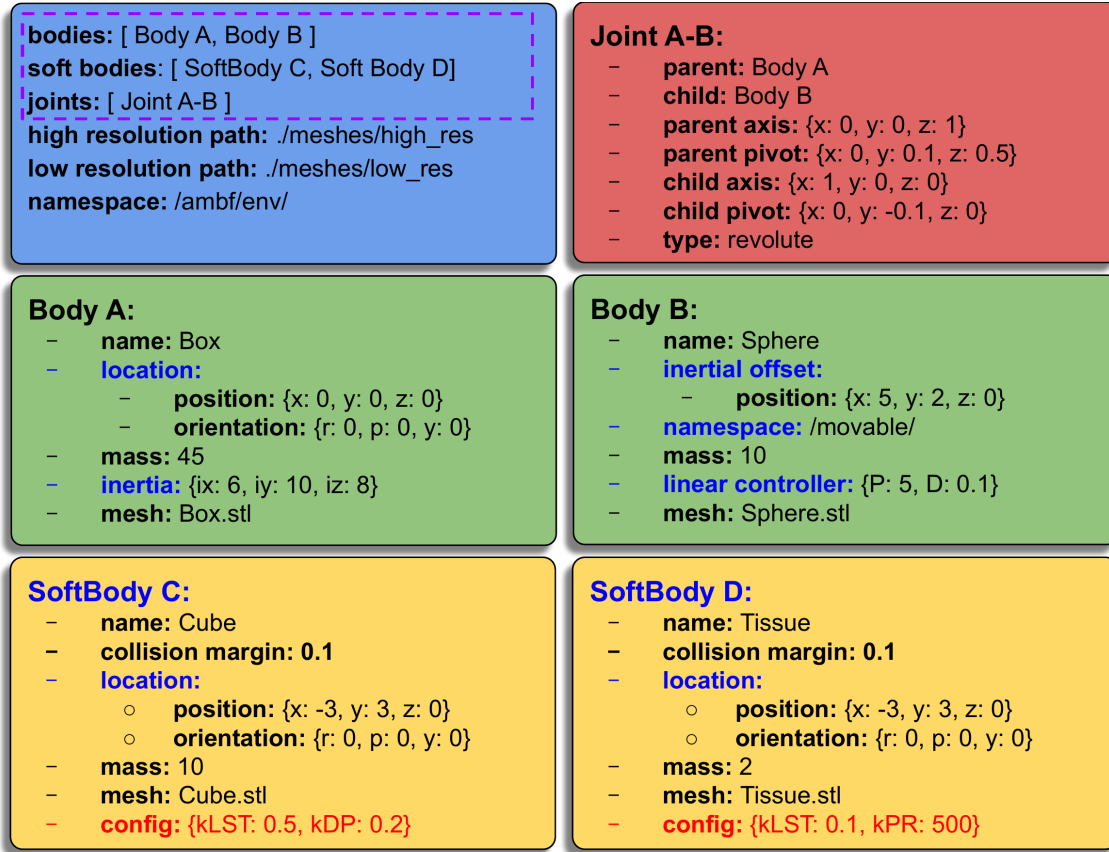 bodies: [ Body A, Body B ]
soft bodies: [ SoftBody C, Soft Body D]
joints: [ Joint A-B ]
high resolution path: ./meshes/high_res
low resolution path: ./meshes/low_res
namespace: /ambf/env/
Joint A-B:
- parent: Body A
- child: Body B
- parent axis: {x: 0, y: 0, z: 1}
- parent pivot: {x: 0, y: 0.1, z: 0.5}
- child axis: {x: 1, y: 0, z: 0}
- child pivot: {x: 0, y: -0.1, z: 0}
- type: revolute
Body A:
- name: Box
- location:
- position: {x: 0, y: 0, z: 0}
- orientation: {r: 0, p: 0, y: 0}
- mass: 45
- inertia: {ix: 6, iy: 10, iz: 8}
- mesh: Box.stl
Body B:
- name: Sphere
- inertial offset:
- position: {x: 5, y: 2, z: 0}
- namespace: /movable/
- mass: 10
- linear controller: {P: 5, D: 0.1}
- mesh: Sphere.stl
SoftBody C:
- name: Cube
- collision margin: 0.1
- location:
○ position: {x: -3, y: 3, z: 0}
○ orientation: {r: 0, p: 0, y: 0}
- mass: 10
- mesh: Cube.stl
- config: {kLST: 0.5, kDP: 0.2}
SoftBody D:
- name: Tissue
- collision margin: 0.1
- location:
○ position: {x: -3, y: 3, z: 0}
○ orientation: {r: 0, p: 0, y: 0}
- mass: 2
- mesh: Tissue.stl
- config: {kLST: 0.1, kPR: 500}